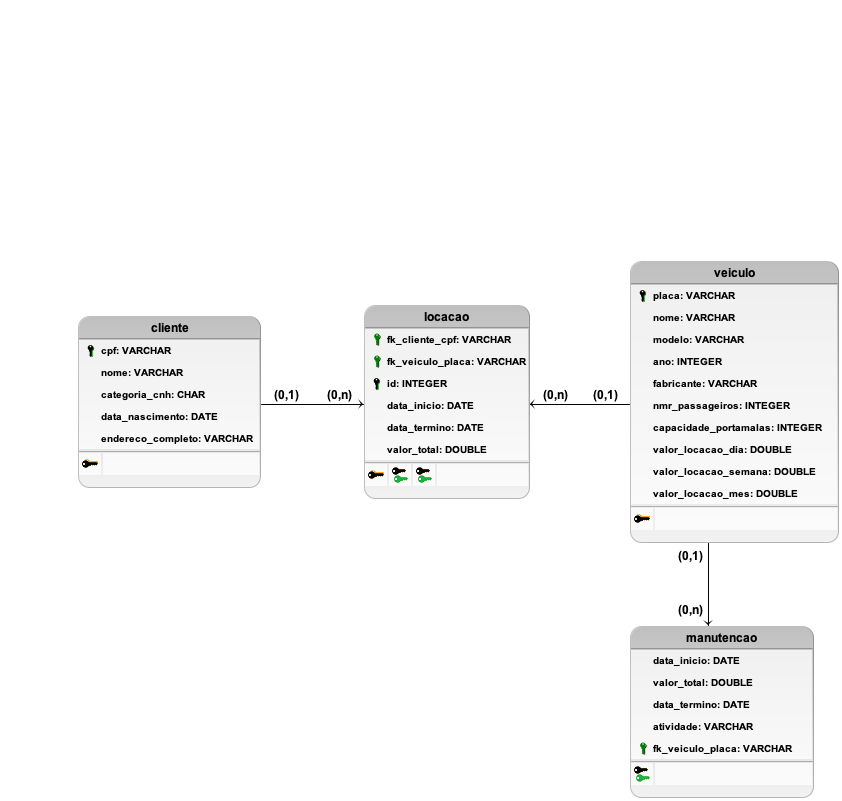 cliente
cpf: VARCHAR
nome: VARCHAR
categoria_cnh: CHAR
data_nascimento: DATE
endereco_completo: VARCHAR
(0,1)
(0,n)
locacao
fk_cliente_cpf: VARCHAR
fk_veiculo_placa: VARCHAR
id: INTEGER
data_inicio: DATE
data_termino: DATE
valor_total: DOUBLE
(0,n)
(0,1)
veiculo
placa: VARCHAR
nome: VARCHAR
modelo: VARCHAR
ano: INTEGER
fabricante: VARCHAR
nmr_passageiros: INTEGER
capacidade_portamalas: INTEGER
valor_locacao_dia: DOUBLE
valor_locacao_semana: DOUBLE
valor_locacao_mes: DOUBLE
(0,1)
(0,n)
manutencao
data_inicio: DATE
valor_total: DOUBLE
data_termino: DATE
atividade: VARCHAR
fk_veiculo_placa: VARCHAR